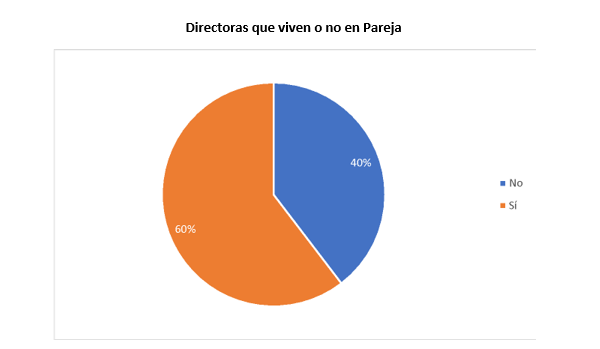 Directoras que viven o no en Pareja
40%
60%
No
Sí